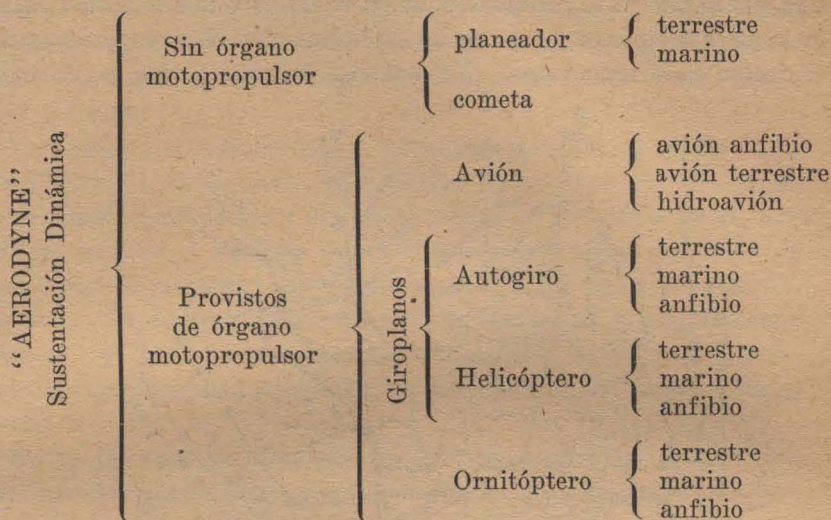 “AERODYNE”
Sustentación Dinámica
Sin órgano
motopropulsor
planeador
terrestre
marino
cometa
Provistos
de órgano
motopropulsor
Avión
avión anfibio
avión terrestre
hidroavión
Giroplanos
Autogiro
terrestre
marino
anfibio
Helicóptero
terrestre
marino
anfibio
Ornitóptero
terrestre
marino
anfibio